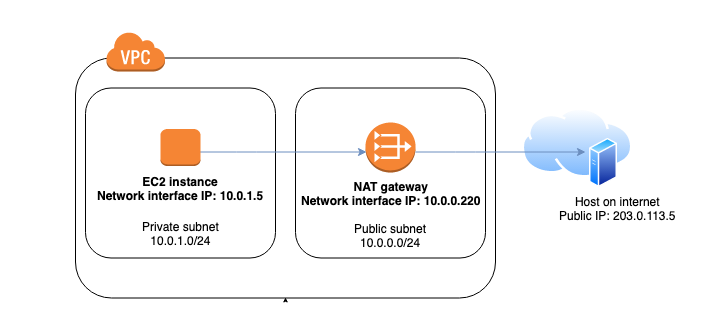 VPC
EC2 instance
Network interface IP: 10.0.1.5
Private subnet
10.0.1.0/24
NAT gateway
Network interface IP: 10.0.0.220
Public subnet
10.0.0.0/24
Host on internet
Public IP: 203.0.113.5